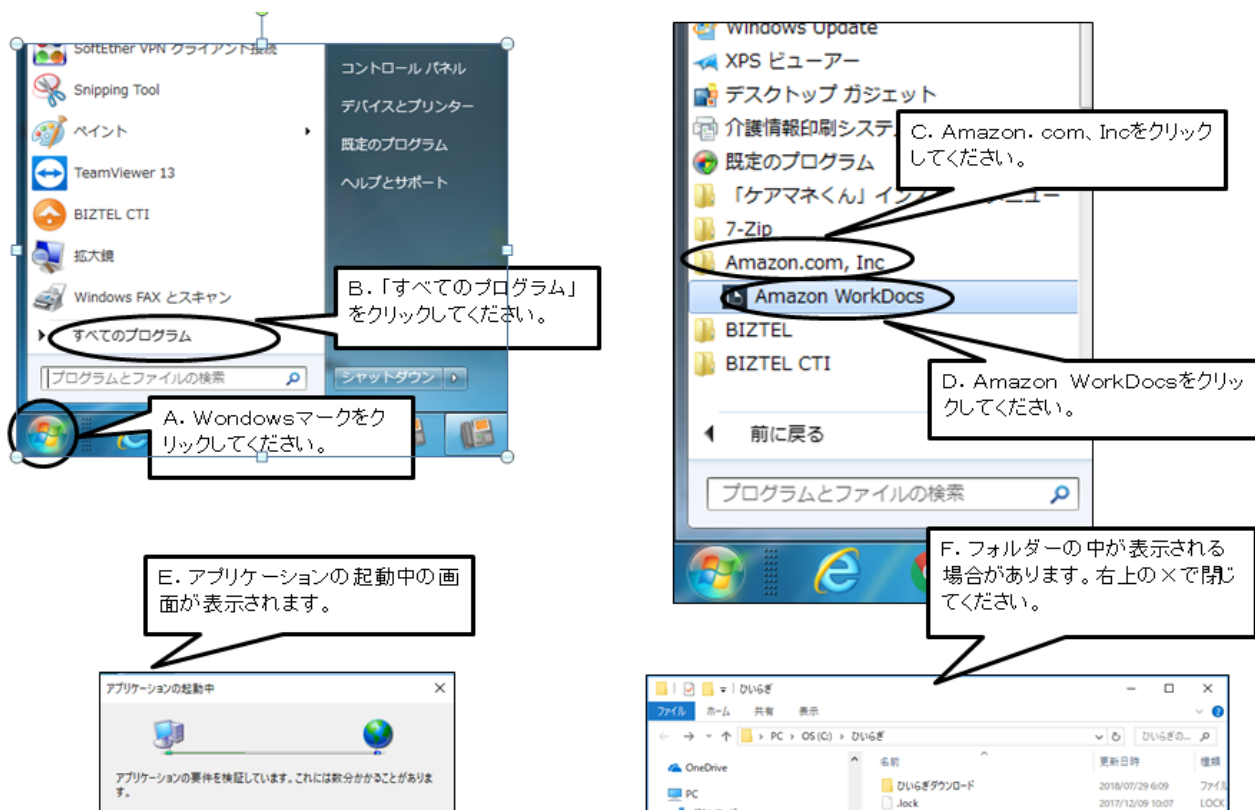 SoftEther VPN クライアント接続
Snipping Tool
ペイント
TeamViewer 13
BIZTEL CTI
拡大鏡
Windows FAX とスキャン
すべてのプログラム
プログラムとファイルの検索
コントロール パネル
デバイスとプリンター
既定のプログラム
ヘルプとサポート
シャットダウン
B.「すべてのプログラム」
をクリックしてください。
A. Wondowsマークをク
リックしてください。
Windows Update
XPS ビューアー
デスクトップ ガジェット
介護情報印刷システ
既定のプログラム
「ケアマネくん」イン
メニュー
7-Zip
Amazon.com, Inc
Amazon WorkDocs
BIZTEL
BIZTEL CTI
前に戻る
プログラムとファイルの検索
C. Amazon. com、Incをクリック
してください。
D. Amazon WorkDocsをクリッ
クしてください。
E. アプリケーションの起動中の画
面が表示されます。
アプリケーションの起動中
アプリケーションの要件を検証しています。これには数分かかることがありま
す。
F. フォルダーの中が表示される
場合があります。右上の×で閉じ
てください。
ひいらぎ
ファイル ホーム 共有 表示
PC > OS (C:) > ひいらぎ
ひいらぎの...
名前 更新日時 種類
OneDrive
PC
ひいらぎダウンロード 2018/07/29 6:09 ファイル
.lock 2017/12/09 10:07 LOCK